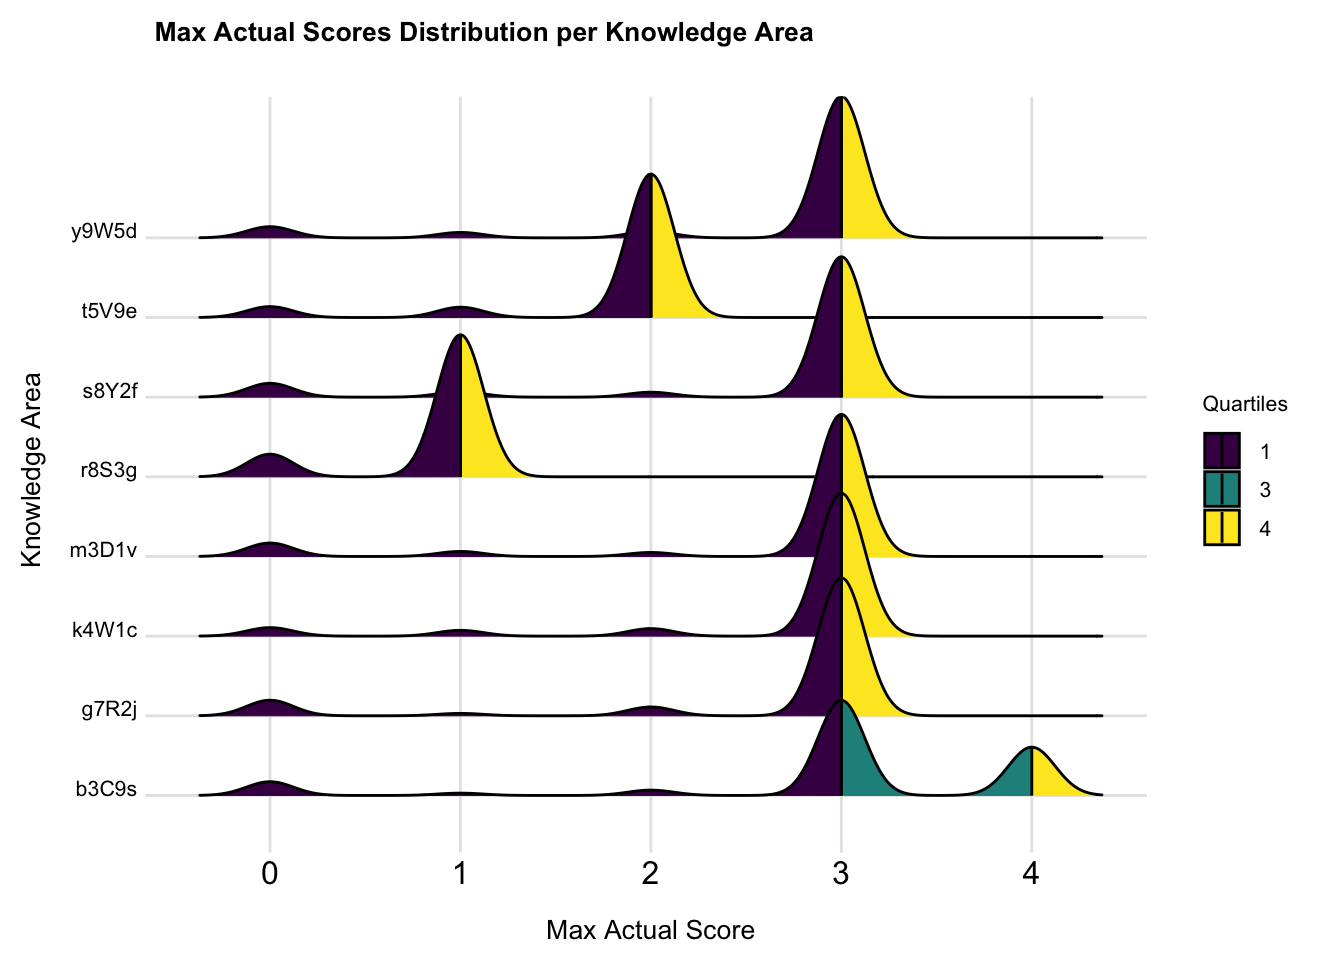 Max Actual Scores Distribution per Knowledge Area
Knowledge Area
y9W5d
t5V9e
s8Y2f
r8S3g
m3D1v
k4W1c
g7R2j
b3C9s
0 1 2 3 4
Max Actual Score
Quartiles
1
3
4